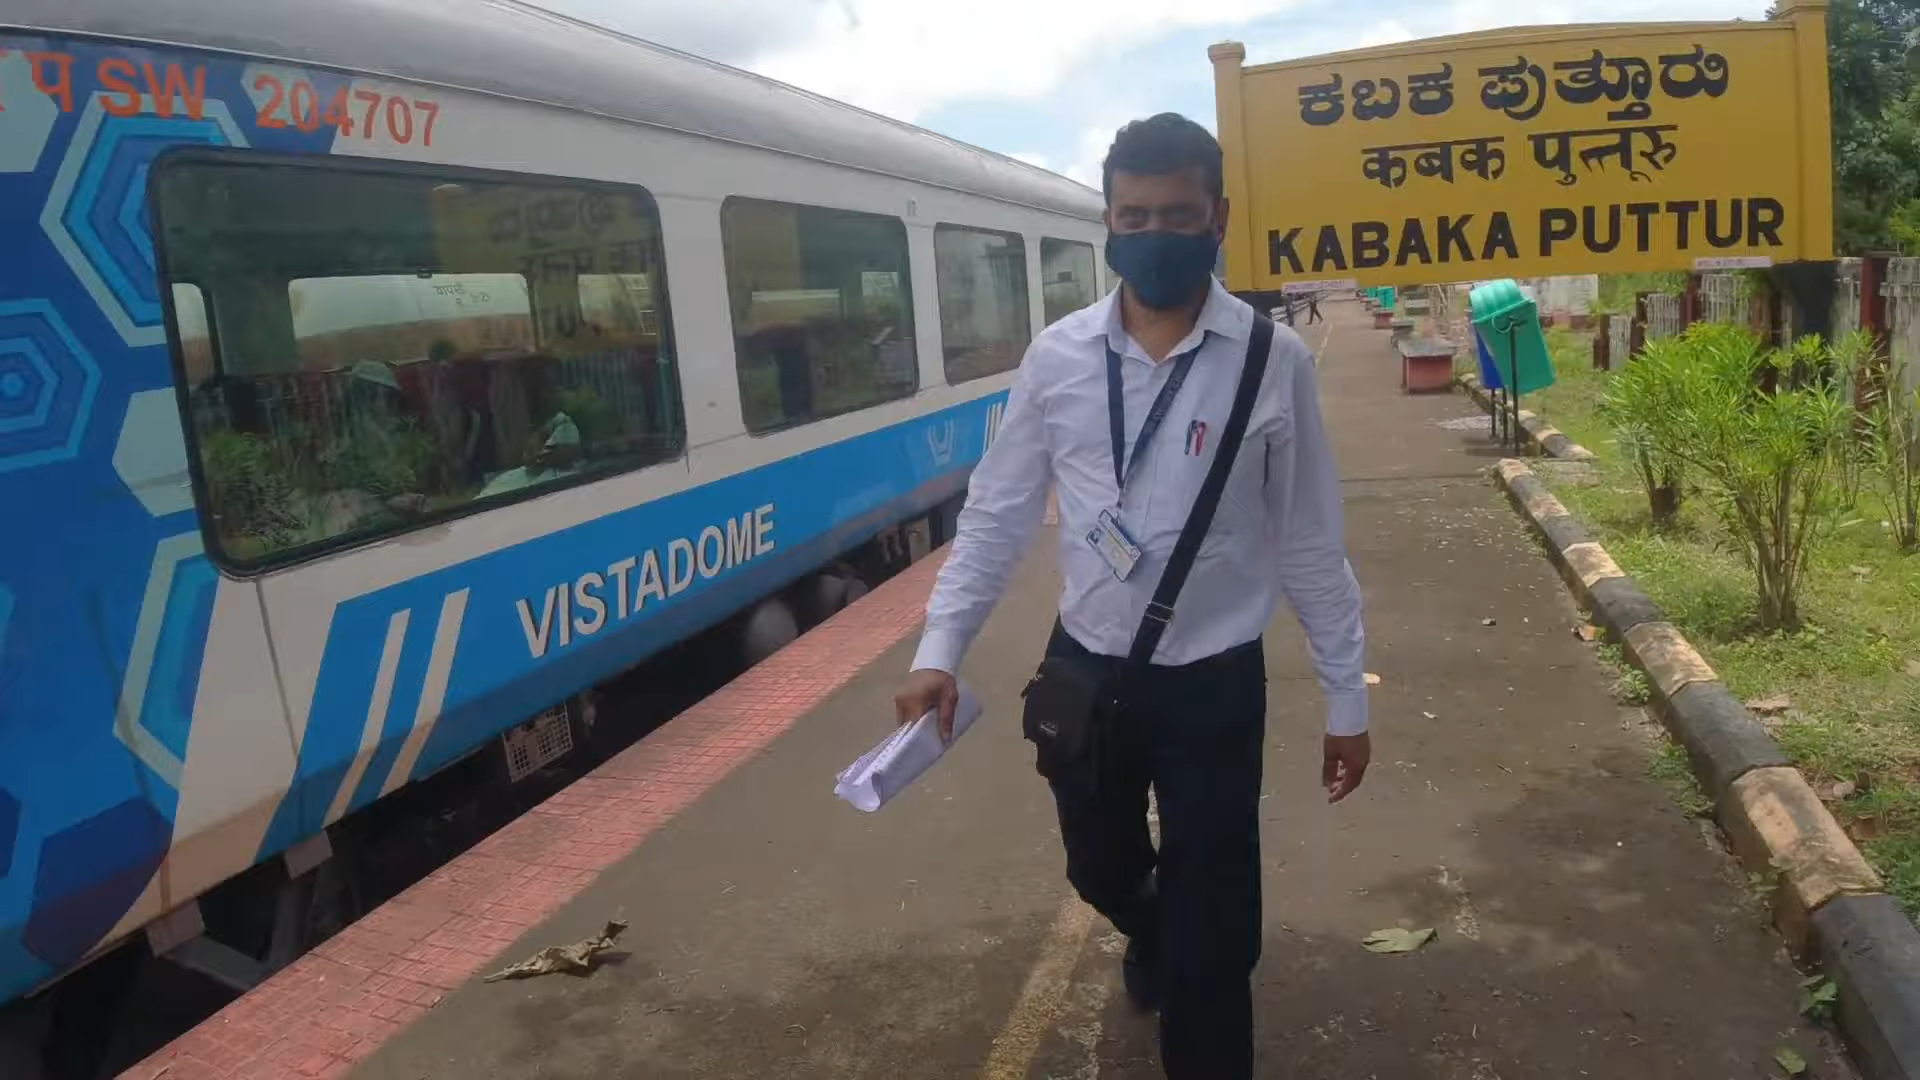 प SW 204707
VISTADOME
ಕಬಕ ಪುತ್ತೂರು
कबक पुत्तूरु
KABAKA PUTTUR